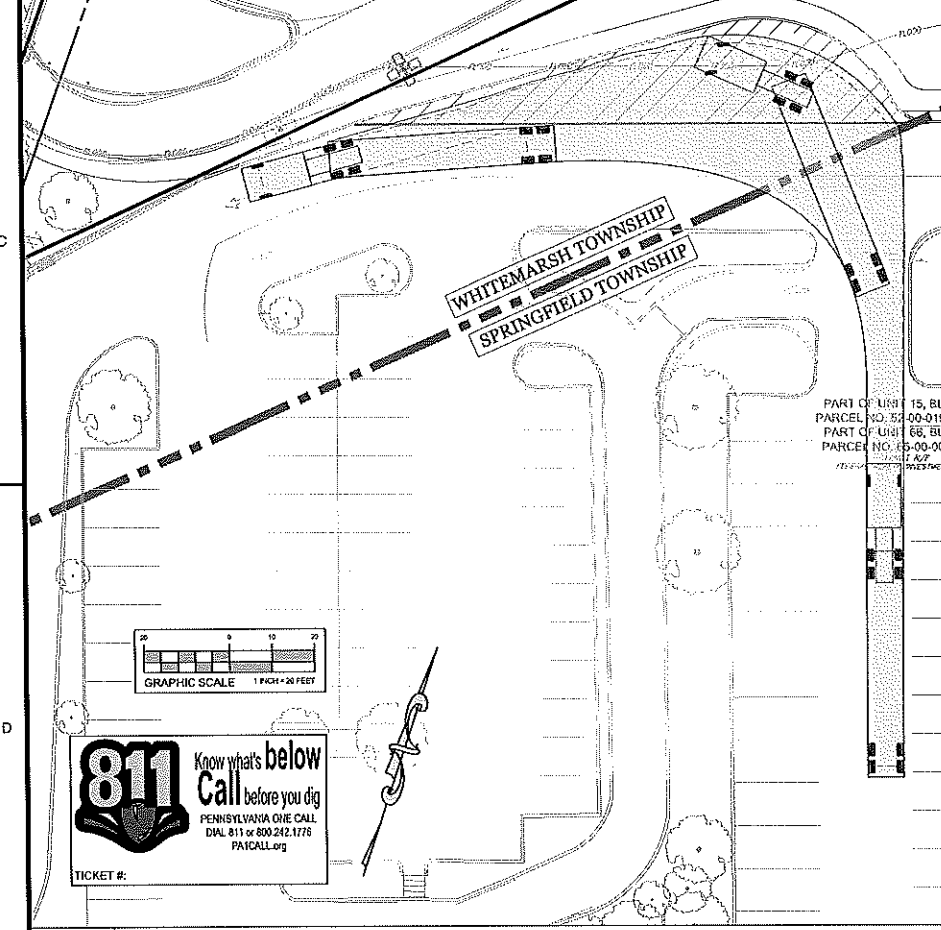 C
WHITEMARSH TOWNSHIP
SPRINGFIELD TOWNSHIP
PART OF UNIT 15, BL
PARCEL NO. 52-00-019
PART OF UNIT 66, BL
PARCEL NO. 65-00-00
20 0 10 20
GRAPHIC SCALE 1 INCH = 20 FEET
D
811
Know what's below
Call before you dig
PENNSYLVANIA ONE CALL
DIAL 811 or 800.242.1776
PA1CALL.org
TICKET #: